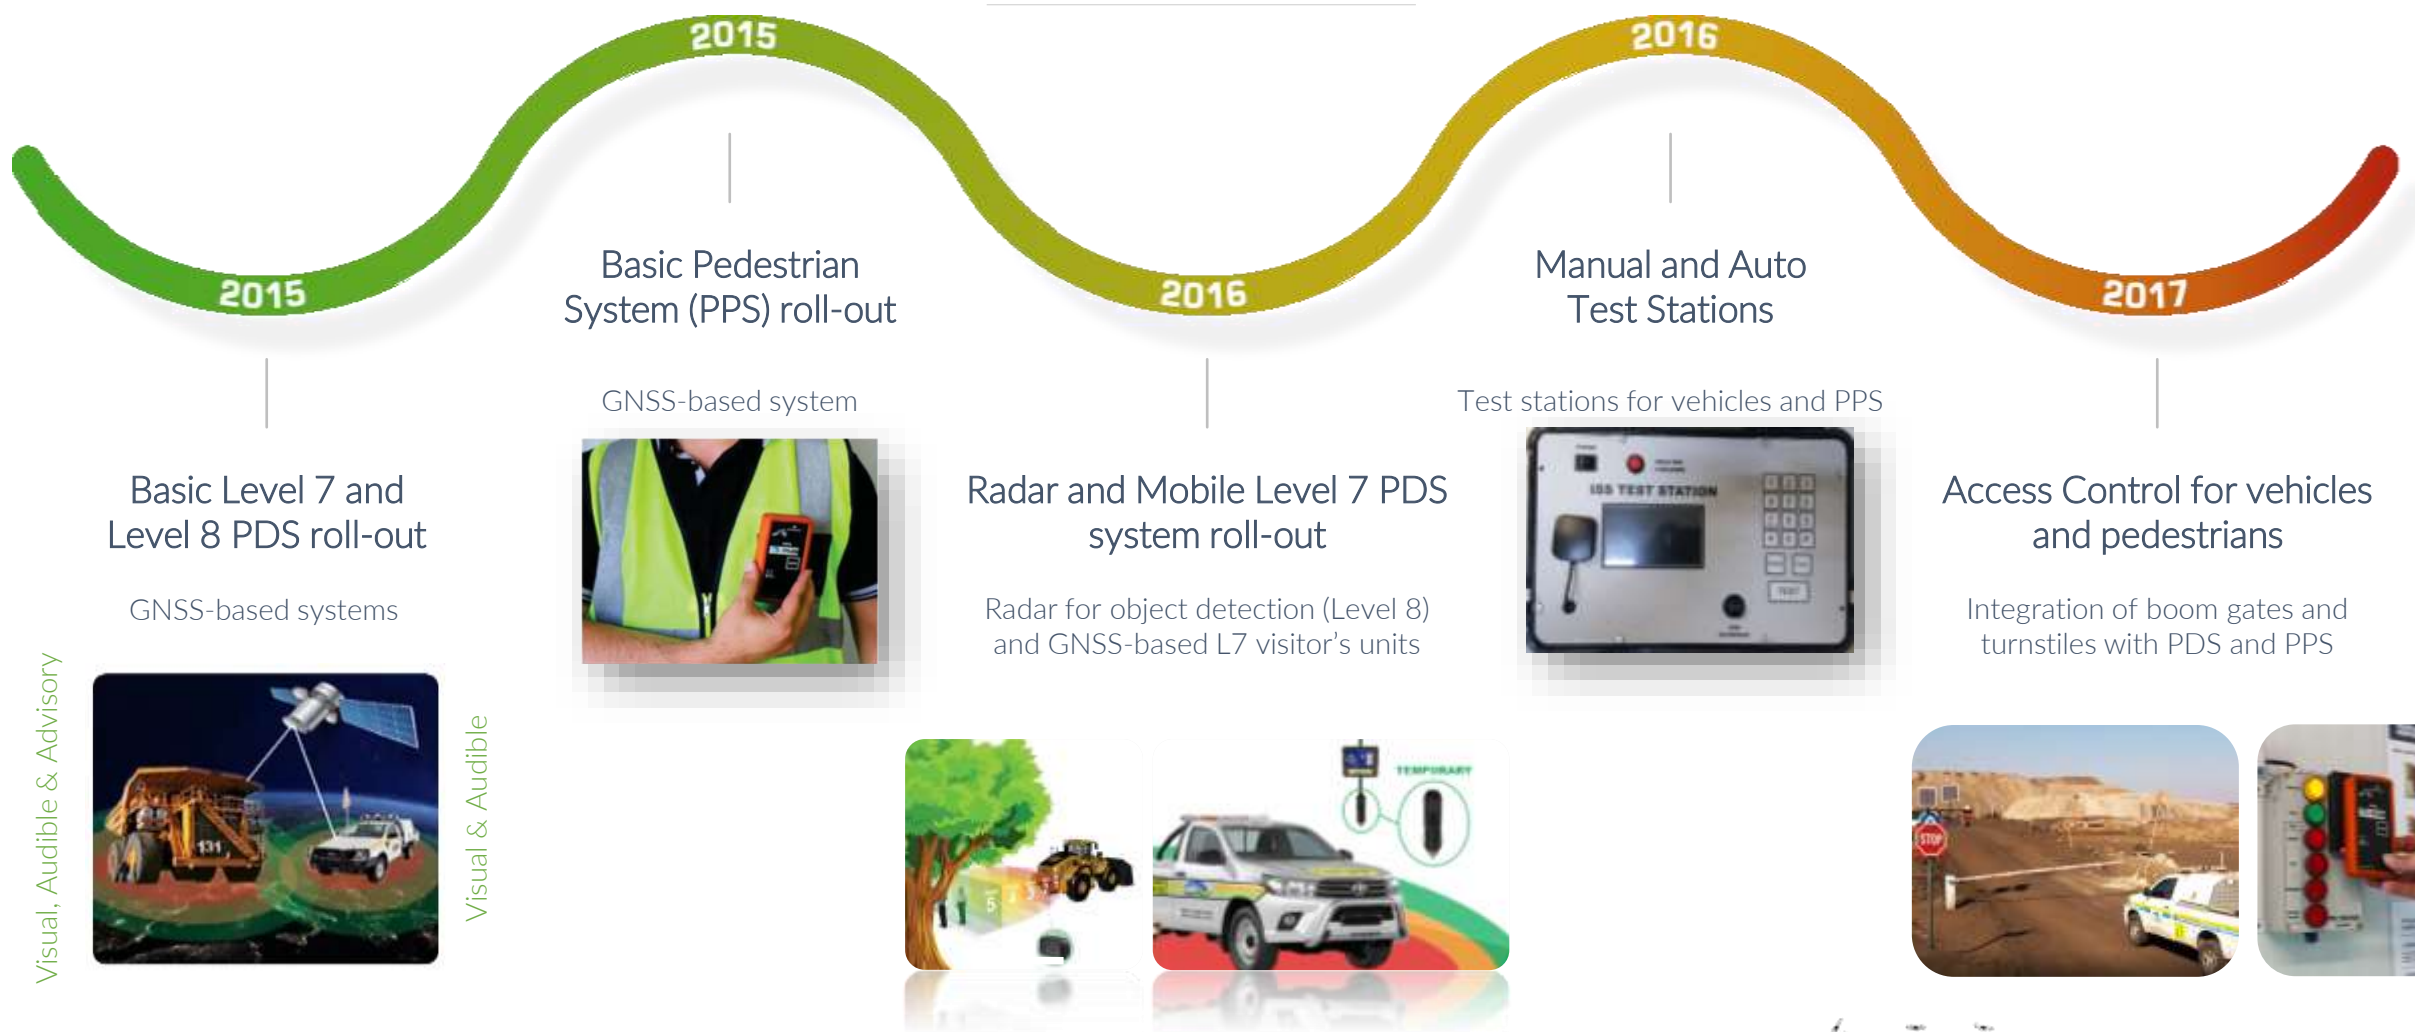 2015
Basic Level 7 and
Level 8 PDS roll-out
GNSS-based systems
Visual, Audible & Advisory
131
Visual & Audible
2015
Basic Pedestrian
System (PPS) roll-out
GNSS-based system
2016
Radar and Mobile Level 7 PDS
system roll-out
Radar for object detection (Level 8)
and GNSS-based L7 visitor's units
5
TEMPORARY
2016
Manual and Auto
Test Stations
Test stations for vehicles and PPS
ISS TEST STATION
TEST
2017
Access Control for vehicles
and pedestrians
Integration of boom gates and
turnstiles with PDS and PPS
STOP